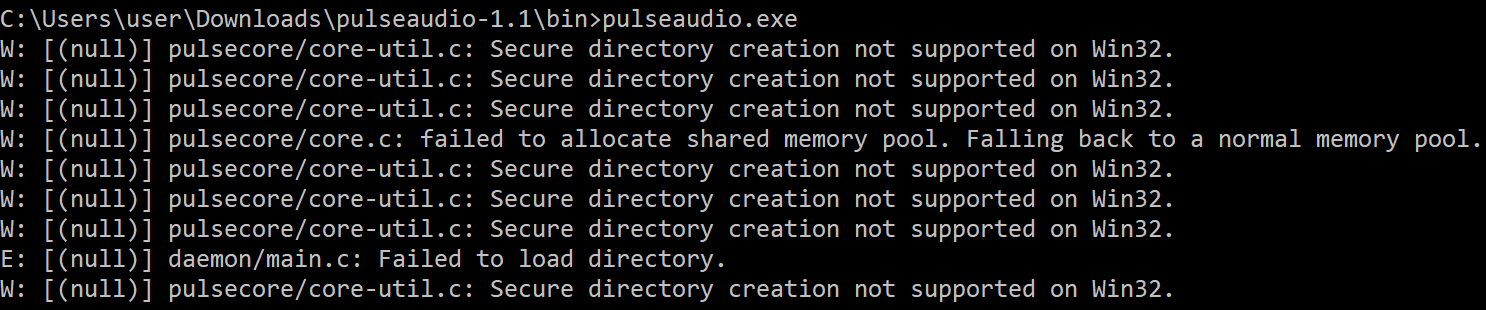 C:\Users\user\Downloads\pulseaudio-1.1\bin>pulseaudio.exe
W: [(null)] pulsecore/core-util.c: Secure directory creation not supported on Win32.
W: [(null)] pulsecore/core-util.c: Secure directory creation not supported on Win32.
W: [(null)] pulsecore/core-util.c: Secure directory creation not supported on Win32.
W: [(null)] pulsecore/core.c: failed to allocate shared memory pool. Falling back to a normal memory pool.
W: [(null)] pulsecore/core-util.c: Secure directory creation not supported on Win32.
W: [(null)] pulsecore/core-util.c: Secure directory creation not supported on Win32.
W: [(null)] pulsecore/core-util.c: Secure directory creation not supported on Win32.
E: [(null)] daemon/main.c: Failed to load directory.
W: [(null)] pulsecore/core-util.c: Secure directory creation not supported on Win32.